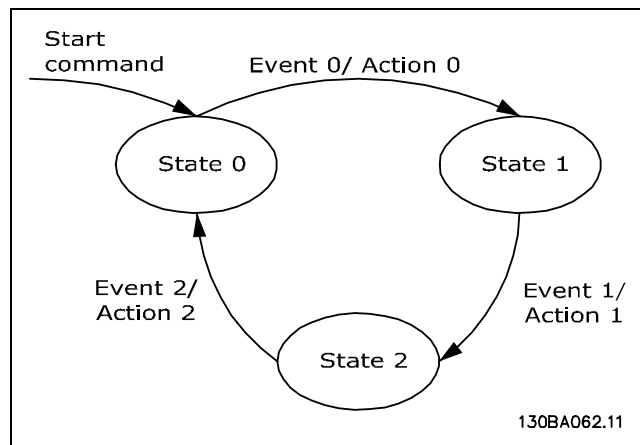 Start
command
Event 0/ Action 0
State 0
State 1
Event 2/
Action 2
Event 1/
Action 1
State 2
130BA062.11